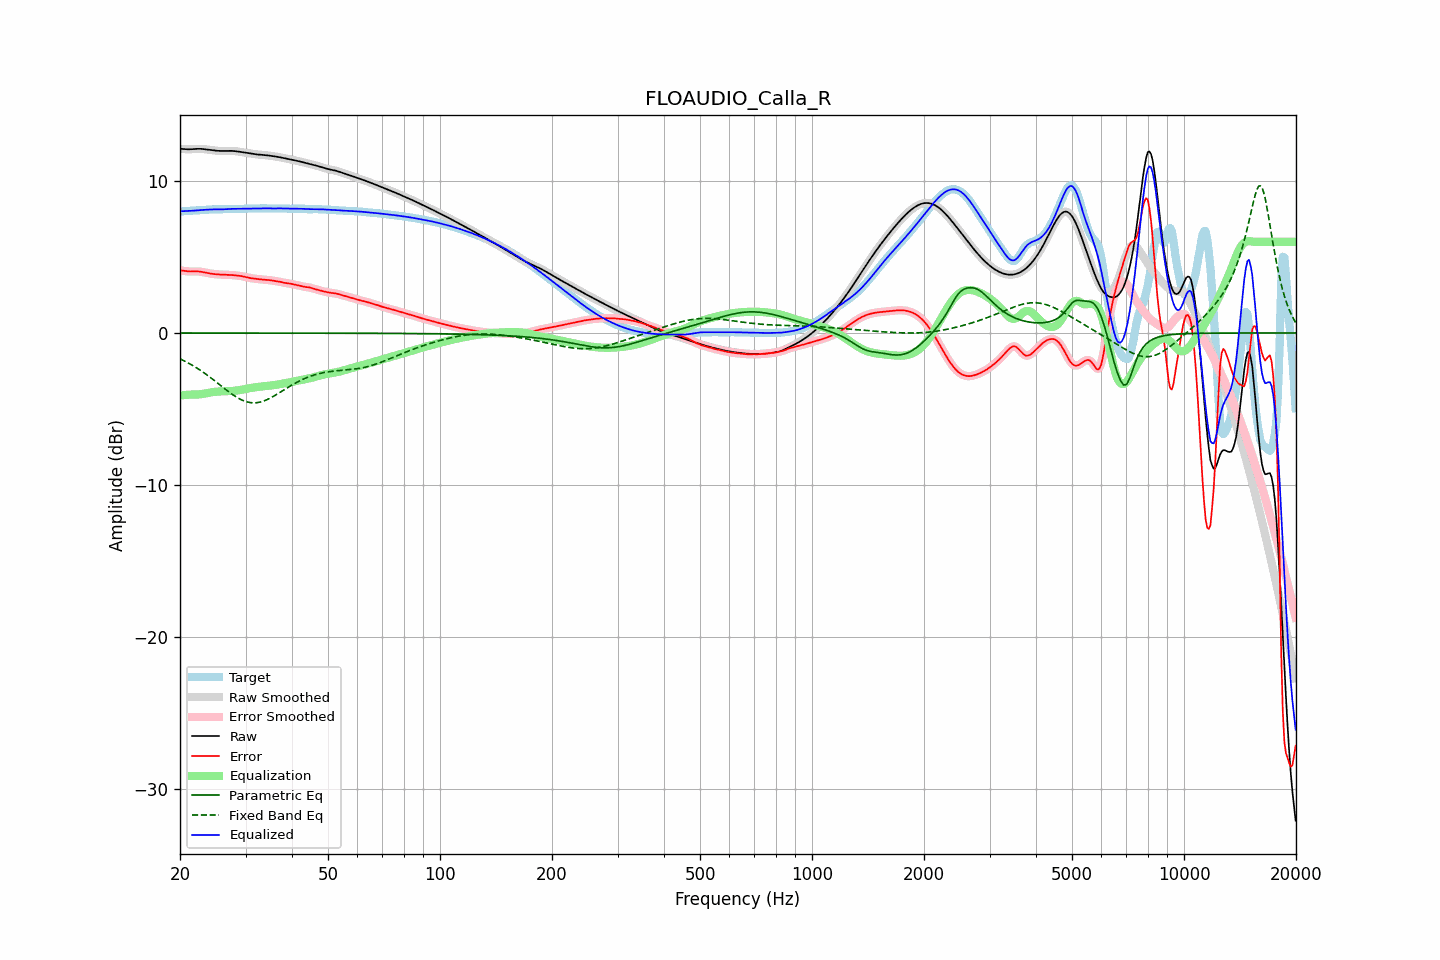 FLOAUDIO_Calla_R
Amplitude (dBr)
10
0
−10
−20
−30
Target
Raw Smoothed
Error Smoothed
Raw
Error
Equalization
Parametric Eq
Fixed Band Eq
Equalized
20 50 100 200 500 1000 2000 5000 10000 20000
Frequency (Hz)